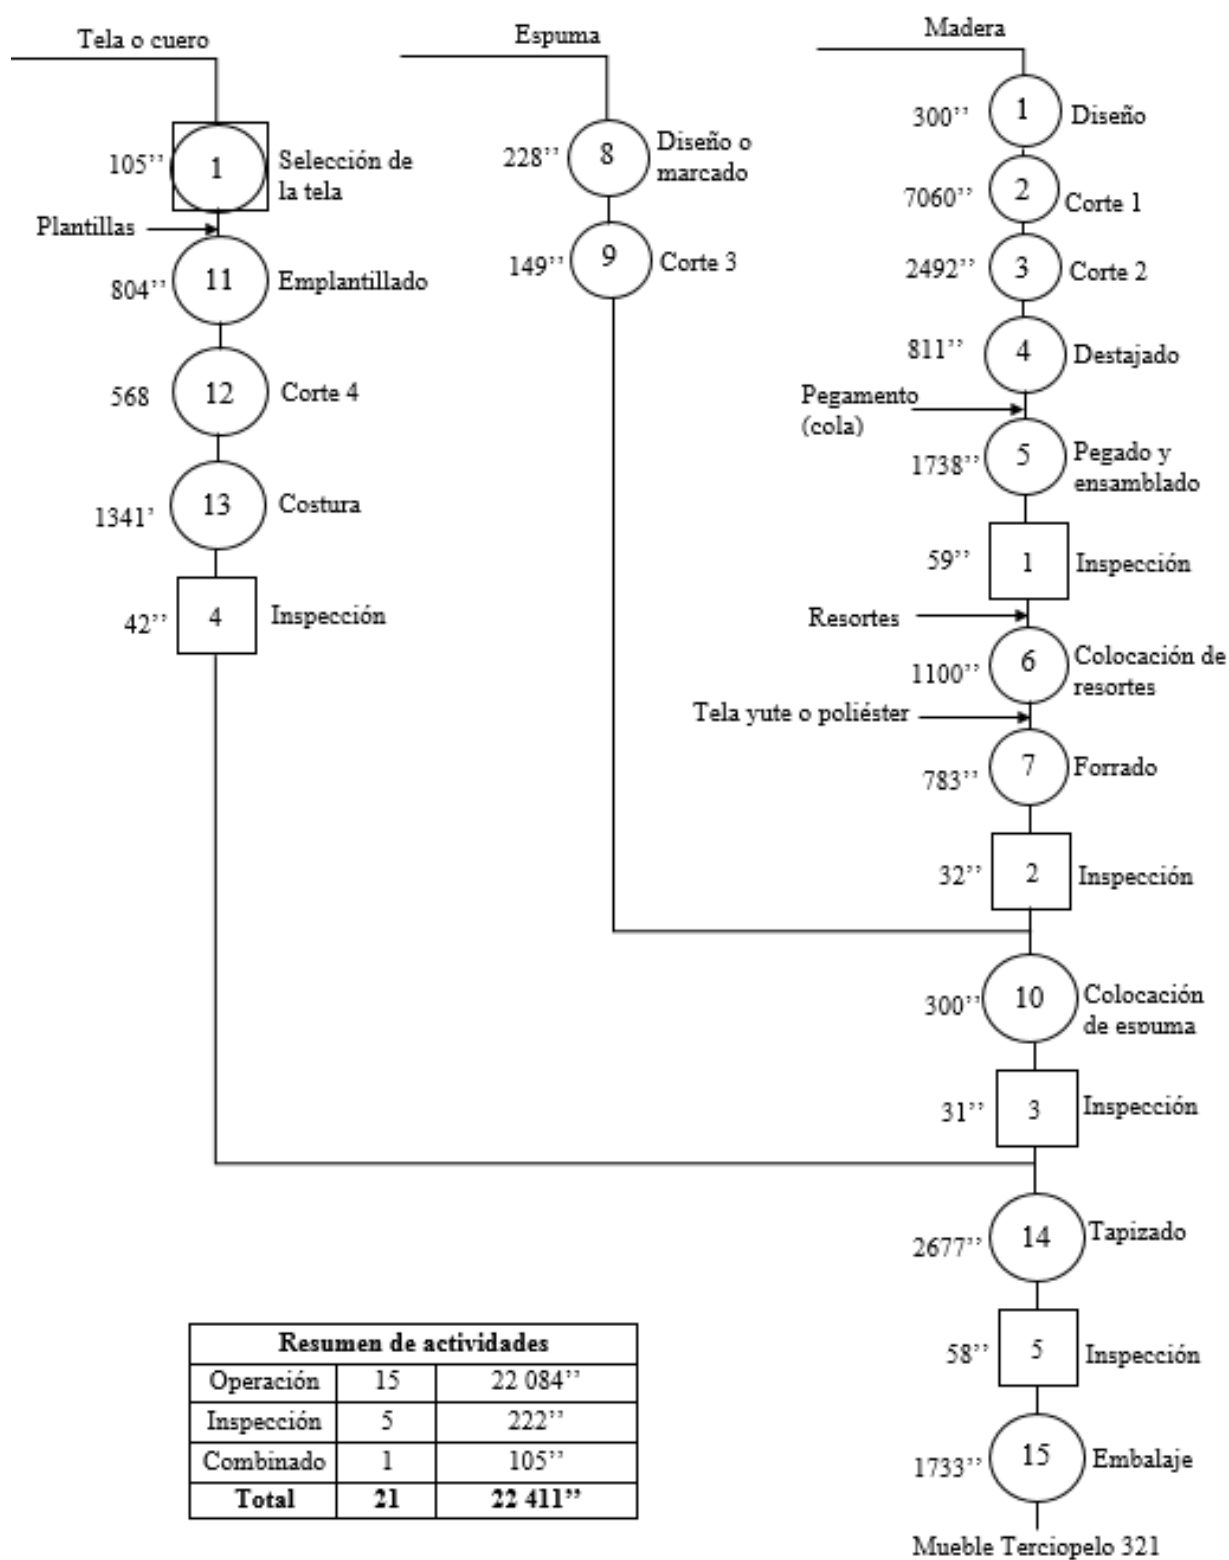 Tela o cuero
105’’
1
Selección de
la tela
Plantillas
804’’
11
Emplantillado
568
12
Corte 4
1341’
13
Costura
42’’
4
Inspección
Espuma
228’’
8
Diseño o
marcado
149’’
9
Corte 3
Madera
300’’
1
Diseño
7060’’
2
Corte 1
2492’’
3
Corte 2
811’’
4
Destajado
Pegamento
(cola)
1738’’
5
Pegado y
ensamblado
59’’
1
Inspección
Resortes
1100’’
6
Colocación de
resortes
Tela yute o poliéster
783’’
7
Forrado
32’’
2
Inspección
300’’
10
Colocación
de espuma
31’’
3
Inspección
2677’’
14
Tapizado
58’’
5
Inspección
1733’’
15
Embalaje
Mueble Terciopelo 321
Resumen de actividades
Operación 15 22 084’’
Inspección 5 222’’
Combinado 1 105’’
Total 21 22 411’’